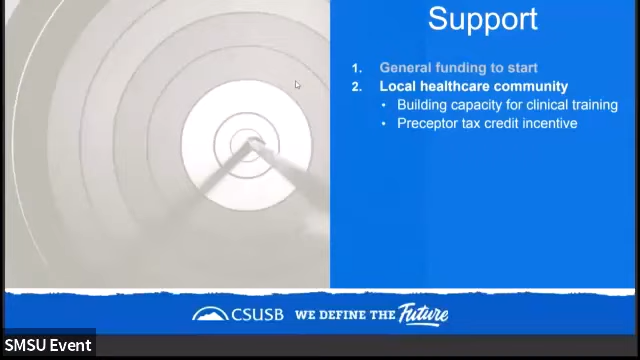 Support
1. General funding to start
2. Local healthcare community
• Building capacity for clinical training
• Preceptor tax credit incentive
CSUSB WE DEFINE THE Future
SMSU Event